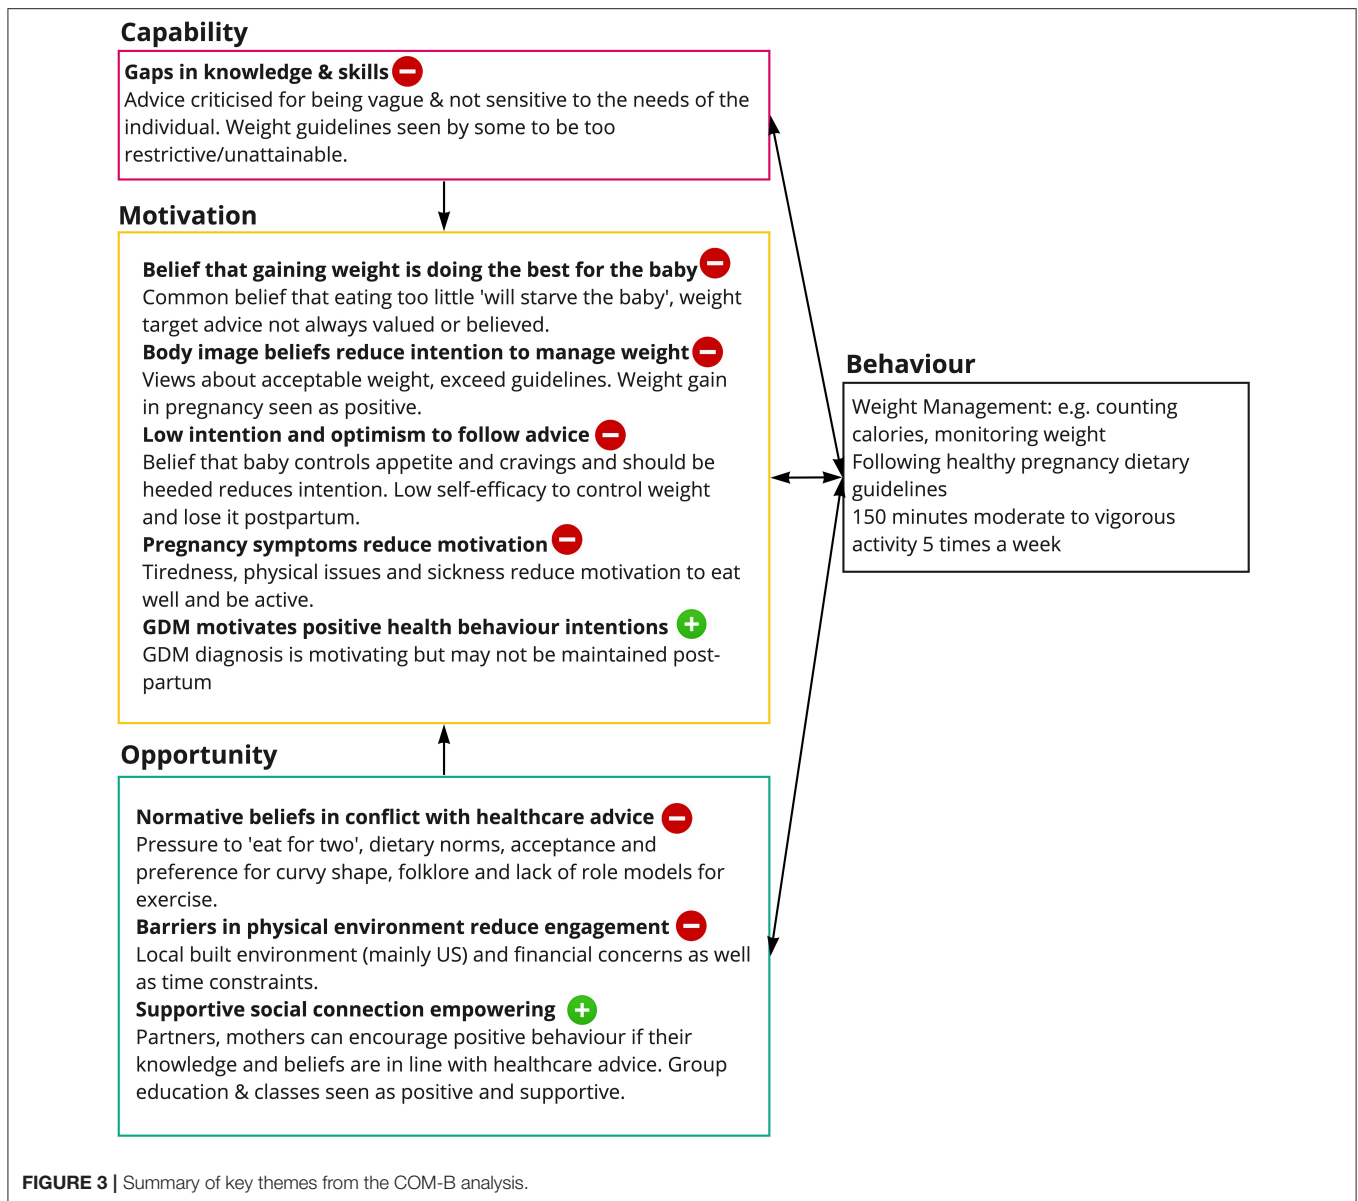 Capability
Gaps in knowledge & skills
Advice criticised for being vague & not sensitive to the needs of the
individual. Weight guidelines seen by some to be too
restrictive/unattainable.
Motivation
Belief that gaining weight is doing the best for the baby
Common belief that eating too little 'will starve the baby', weight
target advice not always valued or believed.
Body image beliefs reduce intention to manage weight
Views about acceptable weight, exceed guidelines. Weight gain
in pregnancy seen as positive.
Low intention and optimism to follow advice
Belief that baby controls appetite and cravings and should be
heeded reduces intention. Low self-efficacy to control weight
and lose it postpartum.
Pregnancy symptoms reduce motivation
Tiredness, physical issues and sickness reduce motivation to eat
well and be active.
GDM motivates positive health behaviour intentions
GDM diagnosis is motivating but may not be maintained post-
partum
Behaviour
Weight Management: e.g. counting
calories, monitoring weight
Following healthy pregnancy dietary
guidelines
150 minutes moderate to vigorous
activity 5 times a week
Opportunity
Normative beliefs in conflict with healthcare advice
Pressure to 'eat for two', dietary norms, acceptance and
preference for curvy shape, folklore and lack of role models for
exercise.
Barriers in physical environment reduce engagement
Local built environment (mainly US) and financial concerns as well
as time constraints.
Supportive social connection empowering
Partners, mothers can encourage positive behaviour if their
knowledge and beliefs are in line with healthcare advice. Group
education & classes seen as positive and supportive.
FIGURE 3 | Summary of key themes from the COM-B analysis.